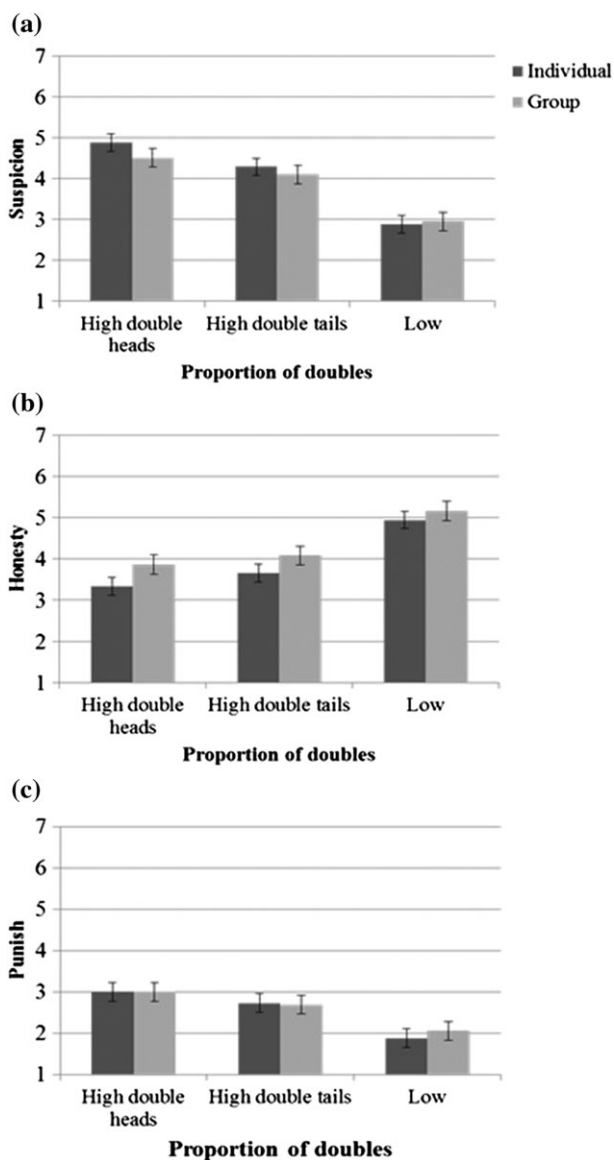 (a)
7
6
5
4
3
2
1
Suspicion
Individual
Group
High double heads
High double tails
Low
Proportion of doubles
(b)
7
6
5
4
3
2
1
Honesty
High double heads
High double tails
Low
Proportion of doubles
(c)
7
6
5
4
3
2
1
Punish
High double heads
High double tails
Low
Proportion of doubles